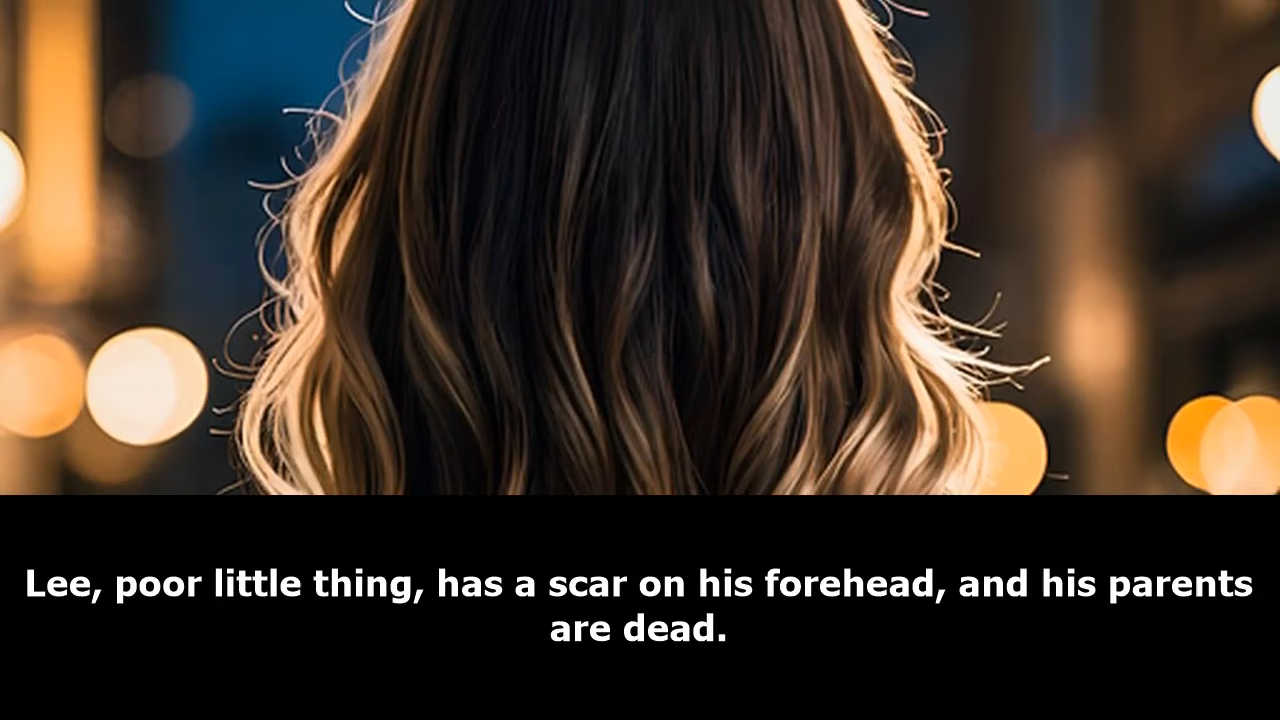 Lee, poor little thing, has a scar on his forehead, and his parents
are dead.